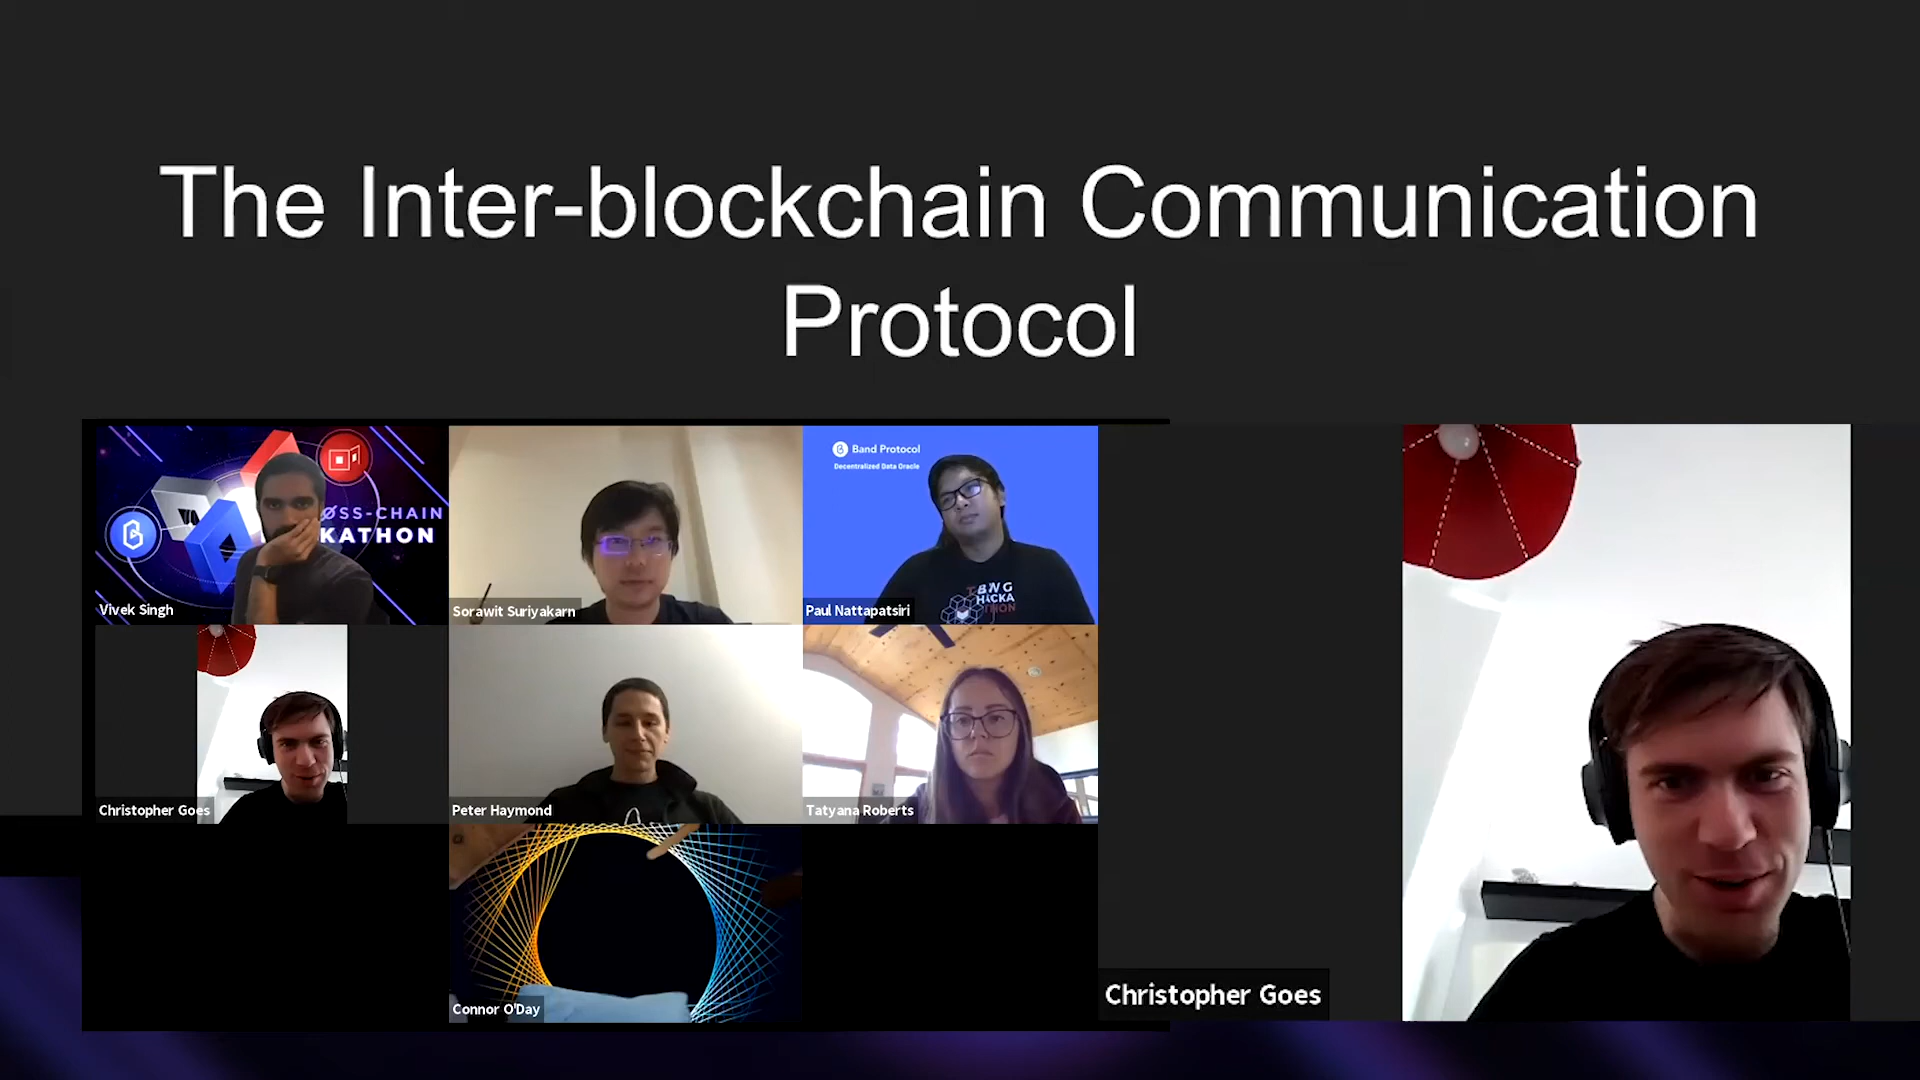 The Inter-blockchain Communication
Protocol
ØSS-CHAIN
KATHON
Vivek Singh
Sorawit Suriyakarn
Band Protocol
Decentralized Data Oracle
HACKA
Paul Nattapatsiri
Christopher Goes
Peter Haymond
Tatyana Roberts
Connor O'Day
Christopher Goes